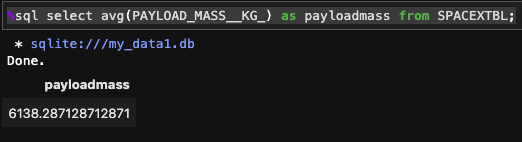 %sql select avg(PAYLOAD_MASS__KG_) as payloadmass from SPACEXTBL;
* sqlite:///my_data1.db
Done.
payloadmass
6138.287128712871